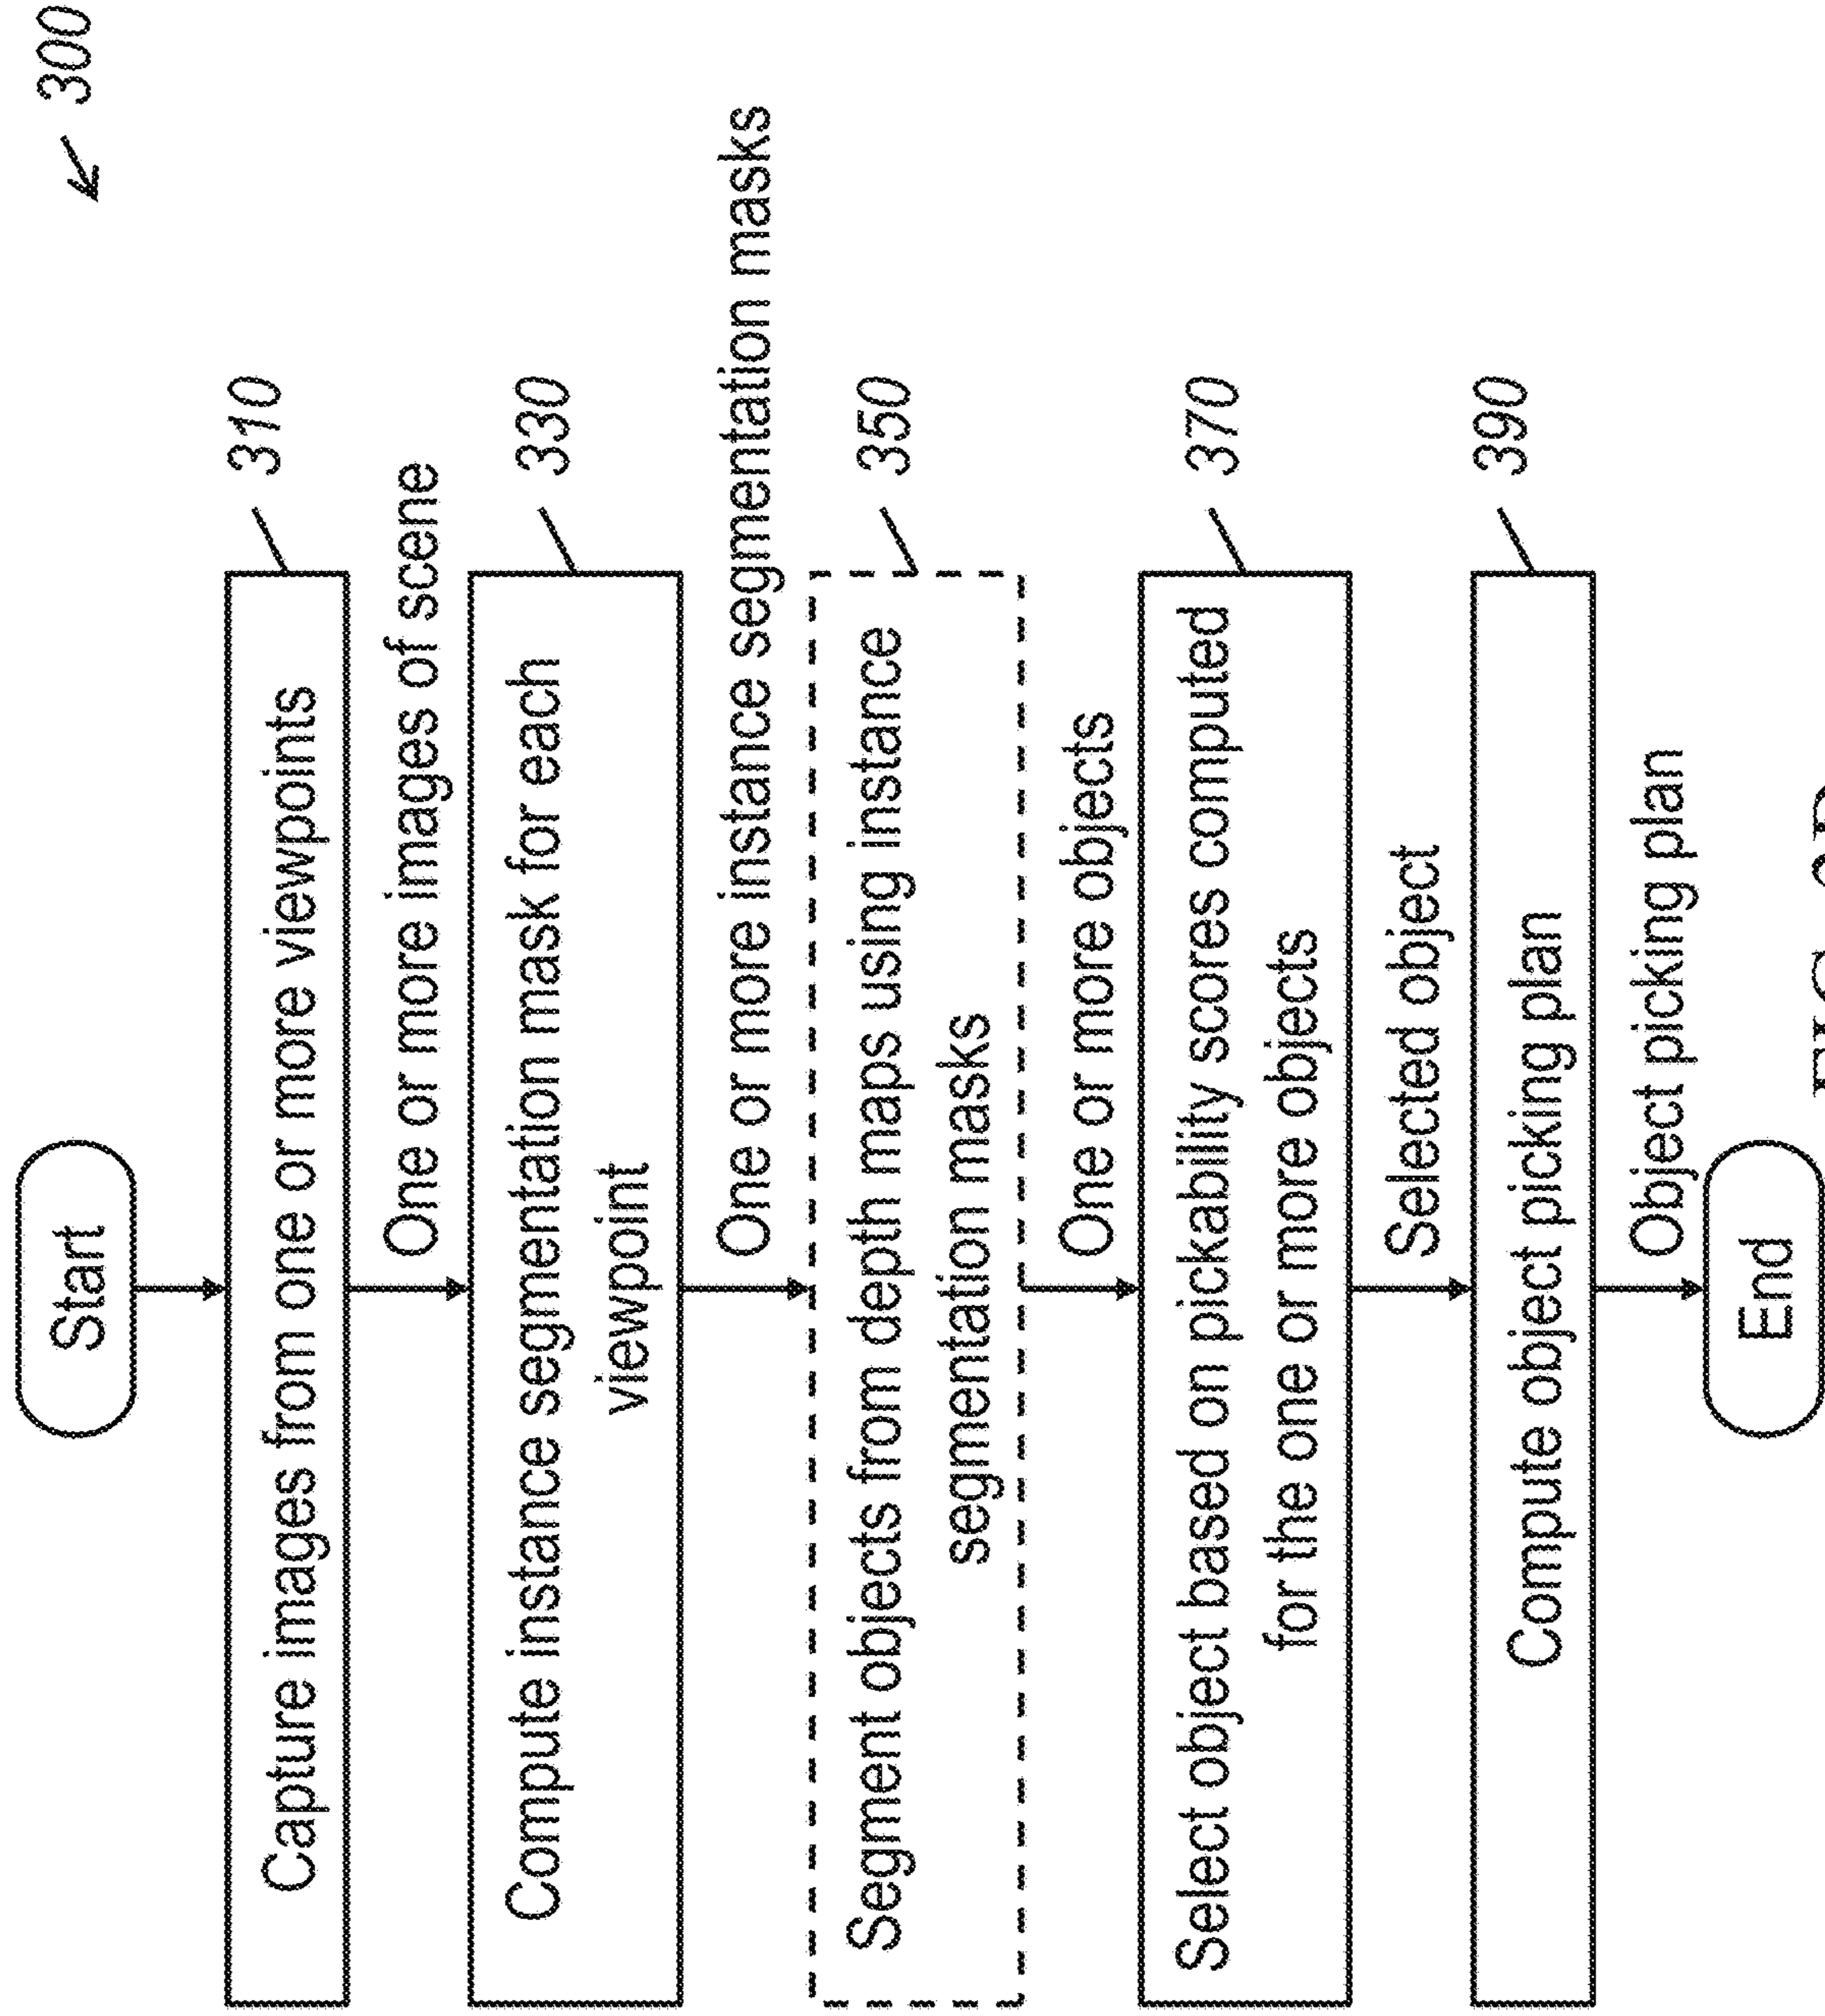 300
Start
Capture images from one or more viewpoints
310
One or more images of scene
Compute instance segmentation mask for each
viewpoint
330
One or more instance segmentation masks
Segment objects from depth maps using instance
segmentation masks
350
One or more objects
Select object based on pickability scores computed
for the one or more objects
370
Selected object
Compute object picking plan
390
Object picking plan
End